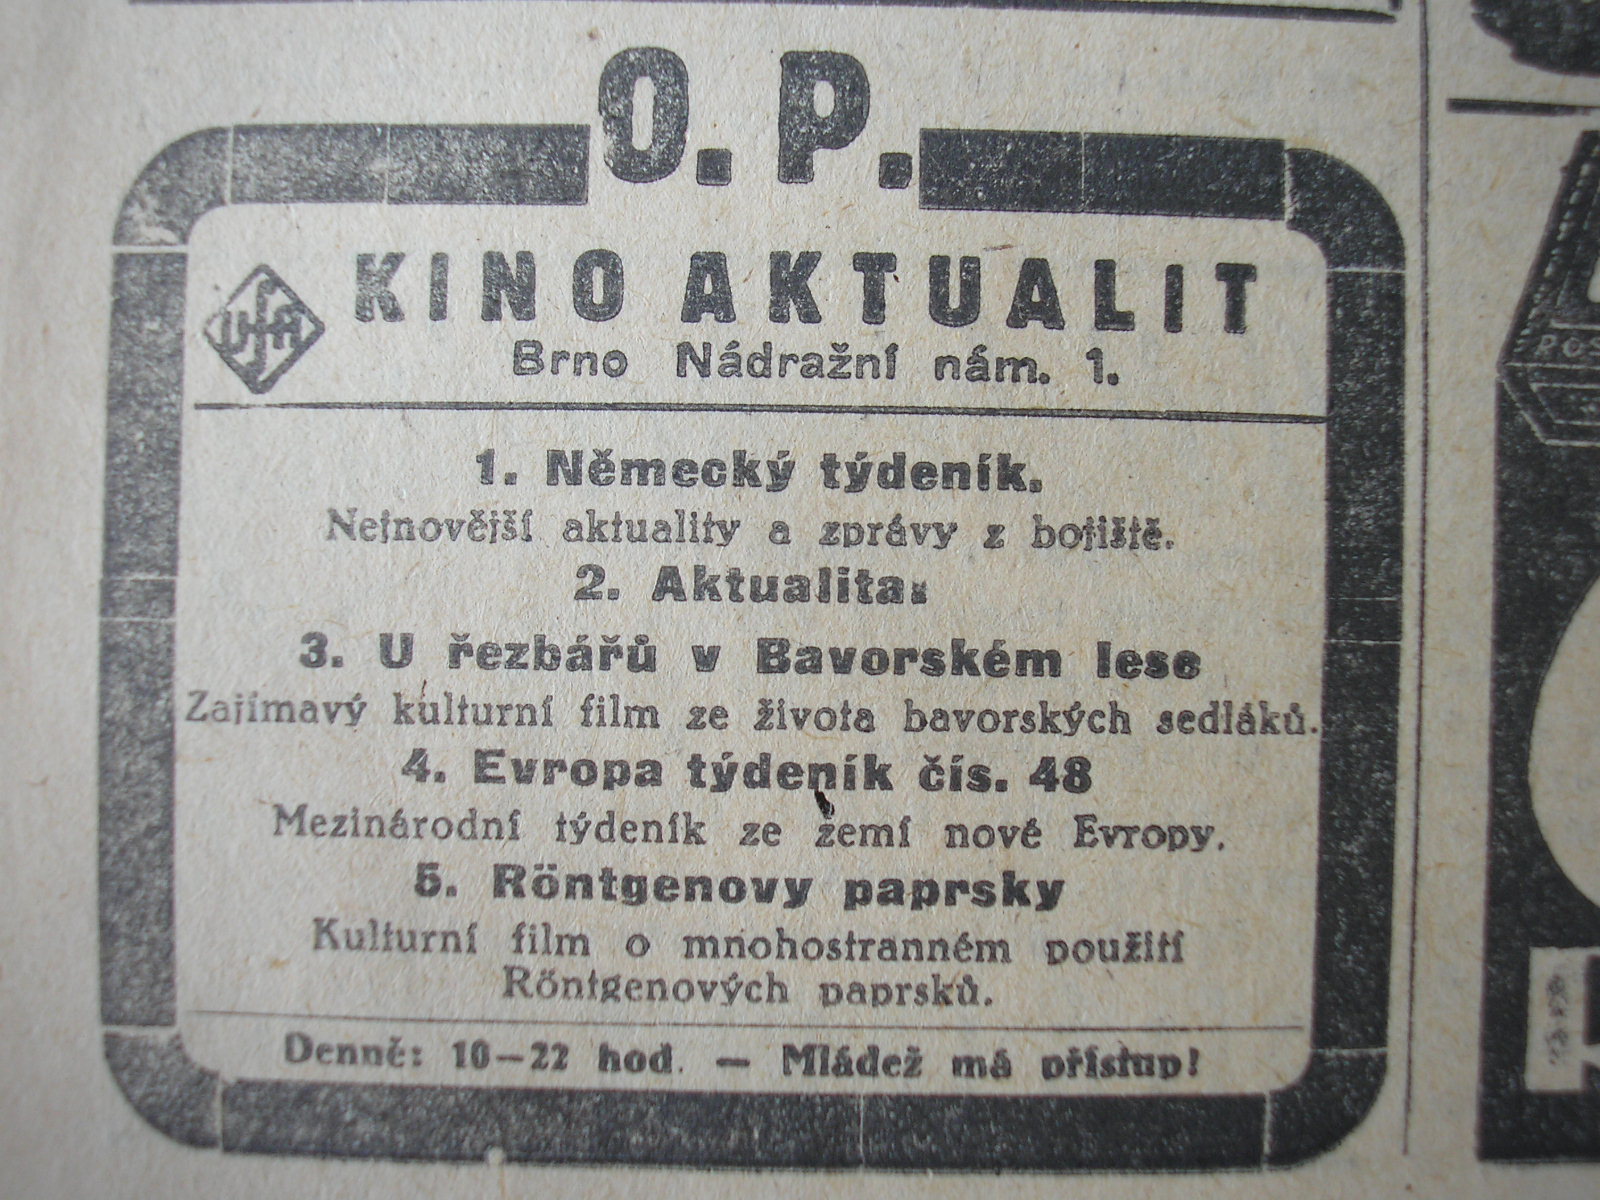 O. P.
KINO AKTUALIT
Ufa
Brno Nádražní nám. 1.
1. Německý týdeník.
Nejnovější aktuality a zprávy z bojiště.
2. Aktualita:
3. U řezbářů v Bavorském lese
Zajímavý kulturní film ze života bavorských sedláků.
4. Evropa týdeník čís. 48
Mezinárodní týdeník ze zemí nové Evropy.
5. Röntgenovy paprsky
Kulturní film o mnohostranném použití
Röntgenových paprsků.
Denně: 10—22 hod. — Mládež má přístup!